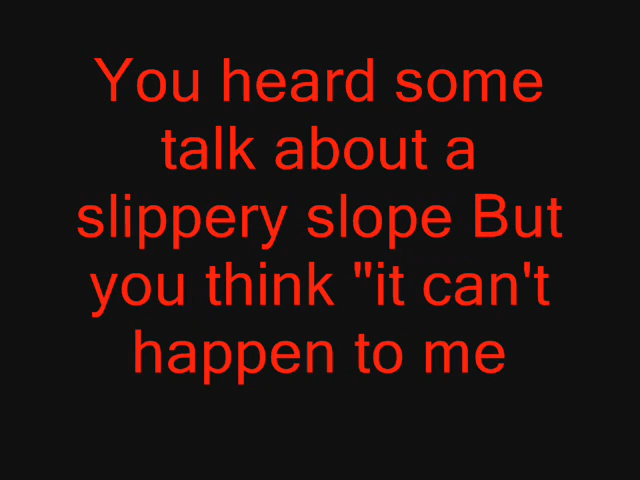 You heard some
talk about a
slippery slope But
you think "it can't
happen to me